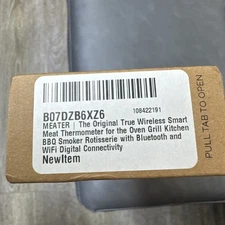 B07DZB6XZ6
108422191
MEATER | The Original True Wireless Smart
Meat Thermometer for the Oven Grill Kitchen
BBQ Smoker Rotisserie with Bluetooth and
WiFi Digital Connectivity
NewItem
PULL TAB TO OPEN